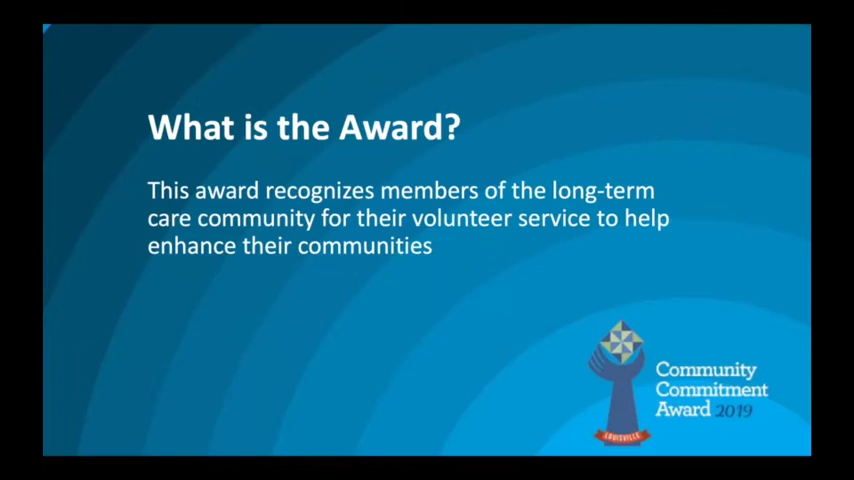 What is the Award?
This award recognizes members of the long-term
care community for their volunteer service to help
enhance their communities
Community
Commitment
Award 2019
LOUISVILLE